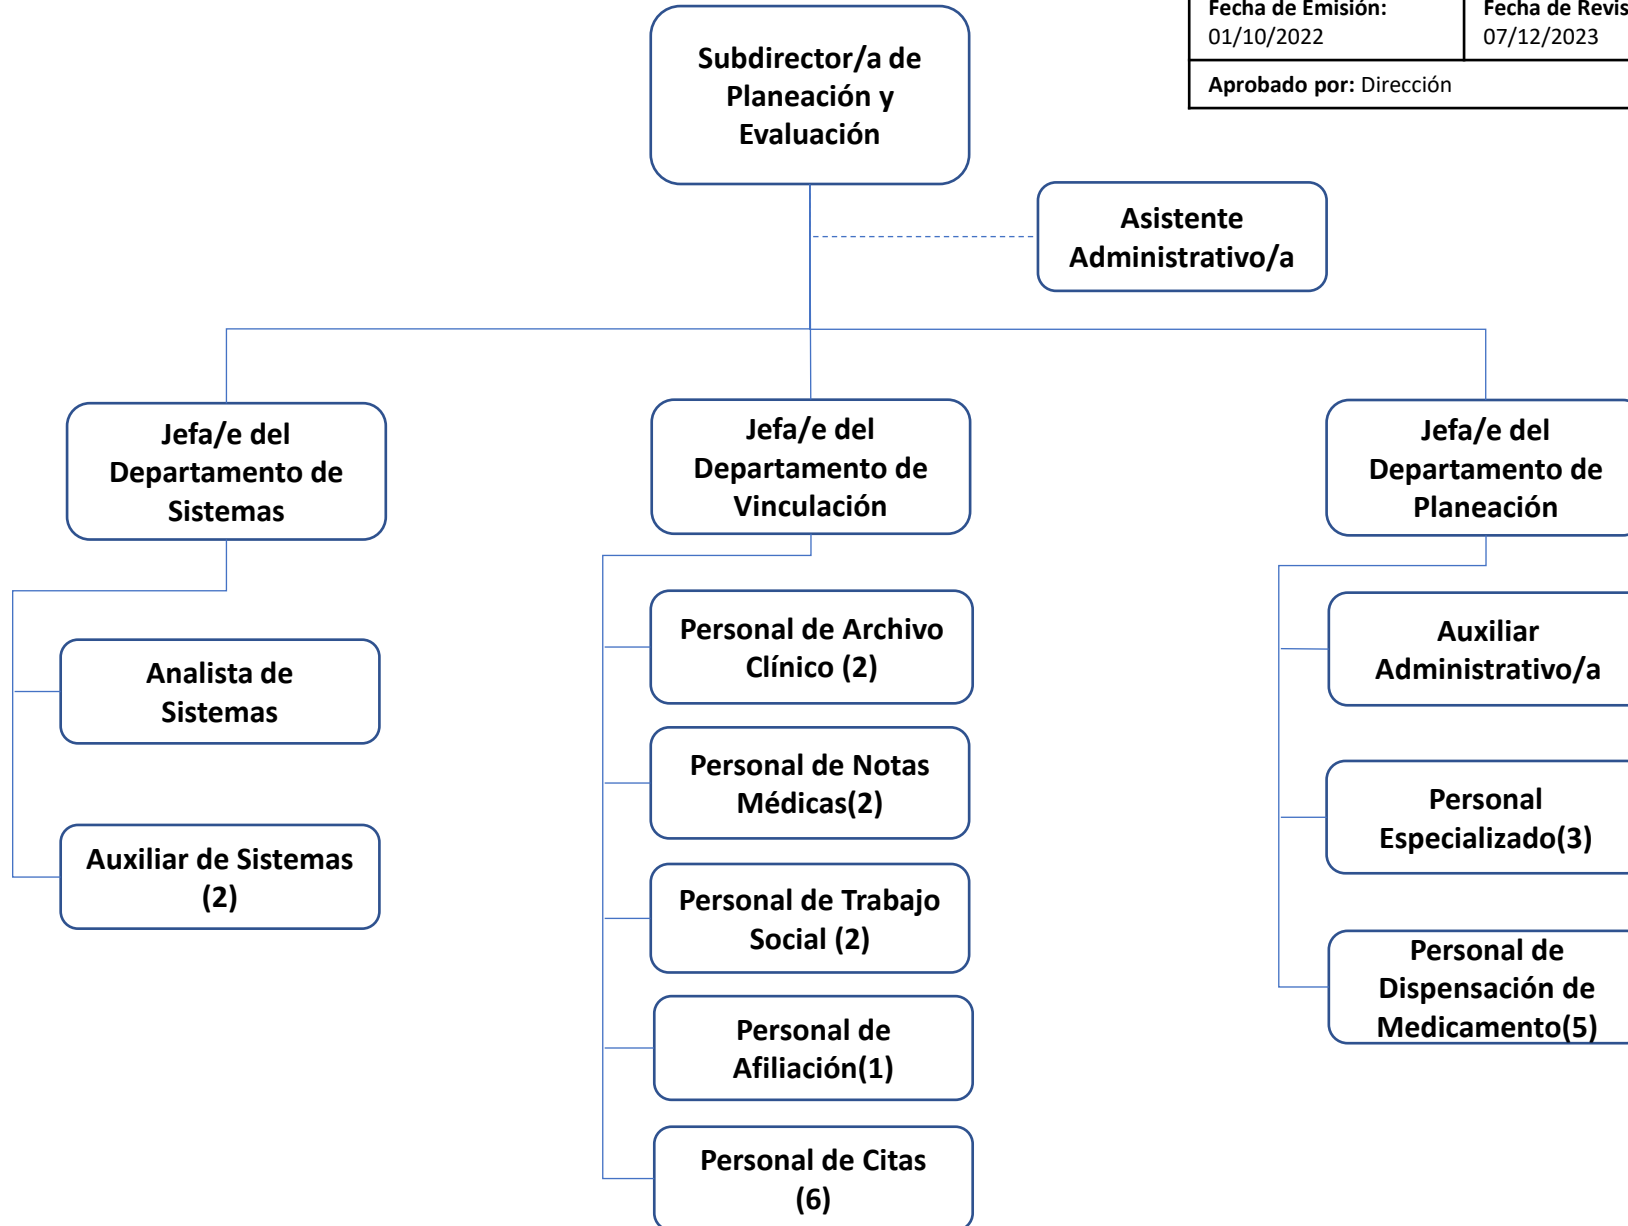 Fecha de Emisión:
01/10/2022
Fecha de Revis
07/12/2023
Aprobado por: Dirección
Subdirector/a de
Planeación y
Evaluación
Asistente
Administrativo/a
Jefa/e del
Departamento de
Sistemas
Analista de
Sistemas
Auxiliar de Sistemas
(2)
Jefa/e del
Departamento de
Vinculación
Personal de Archivo
Clínico (2)
Personal de Notas
Médicas(2)
Personal de Trabajo
Social (2)
Personal de
Afiliación(1)
Personal de Citas
(6)
Jefa/e del
Departamento de
Planeación
Auxiliar
Administrativo/a
Personal
Especializado(3)
Personal de
Dispensación de
Medicamento(5)